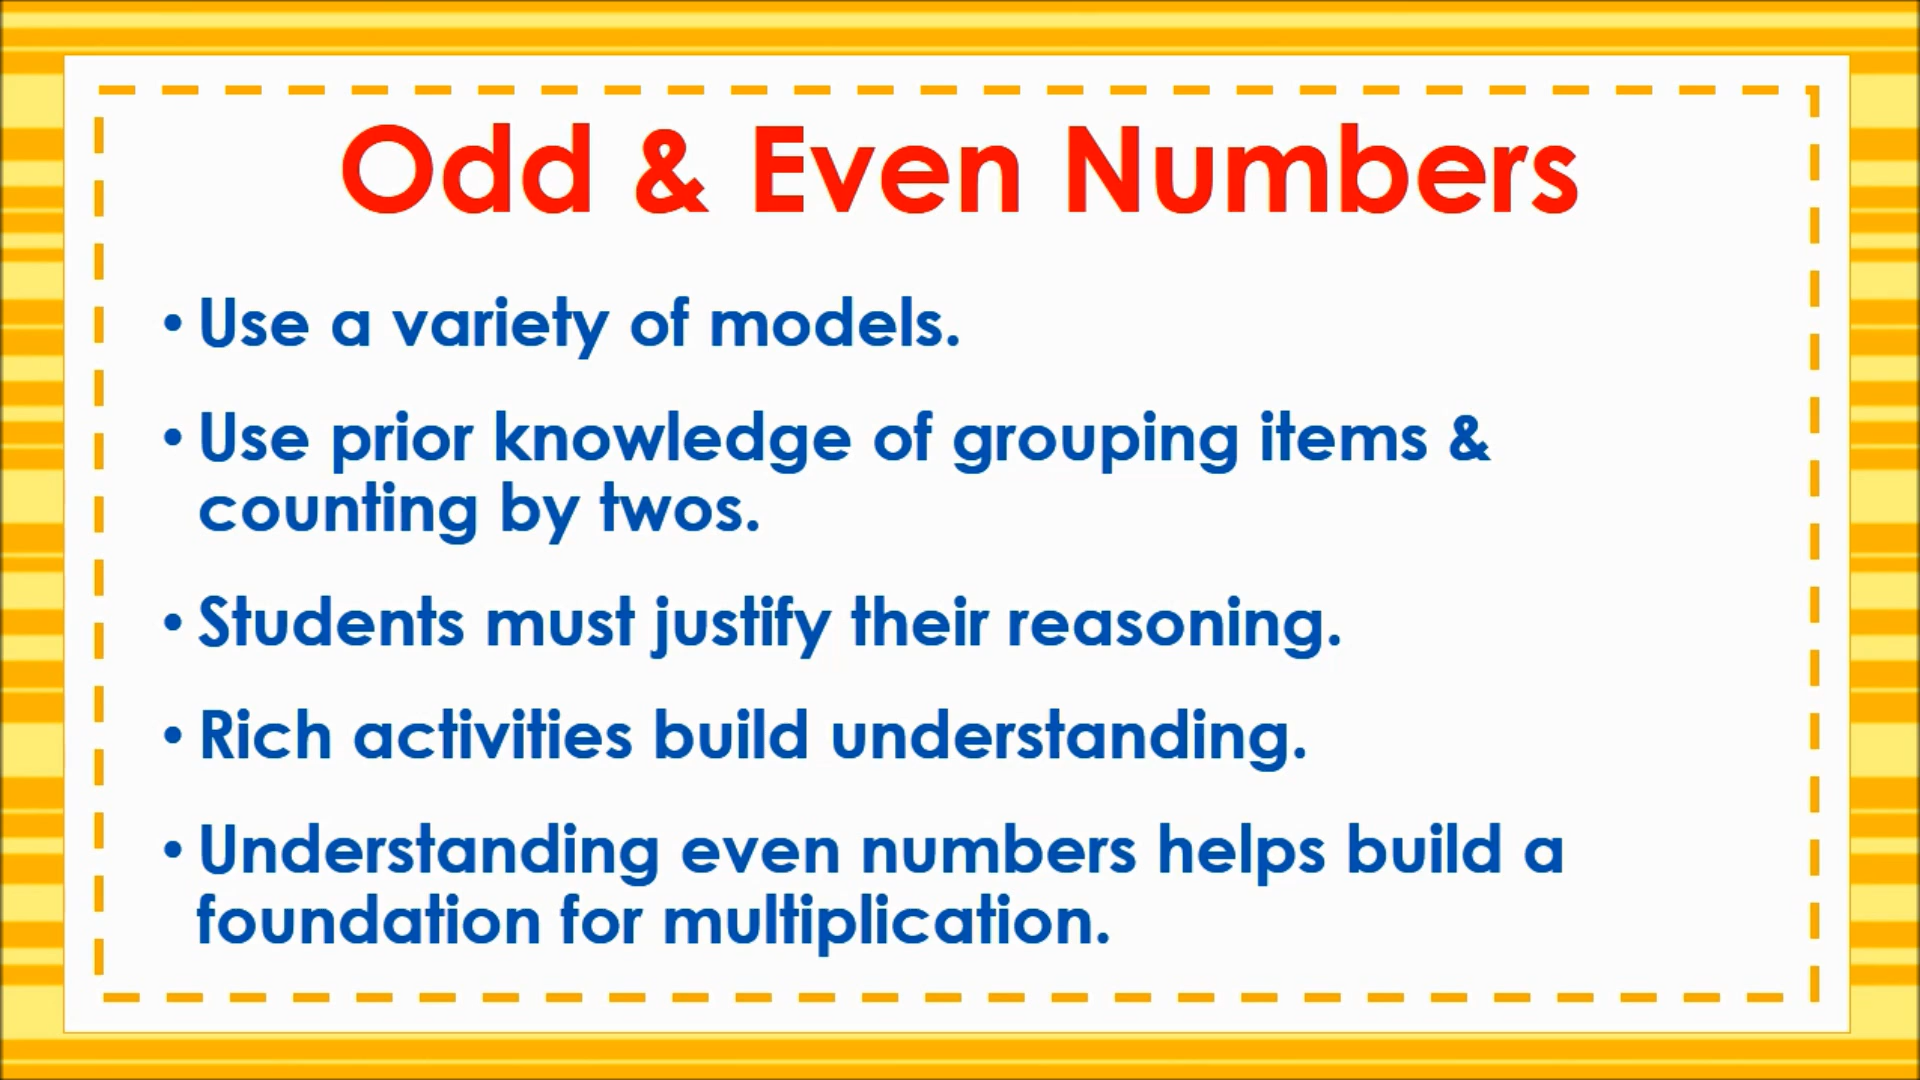 Odd & Even Numbers
• Use a variety of models.
• Use prior knowledge of grouping items &
counting by twos.
• Students must justify their reasoning.
• Rich activities build understanding.
• Understanding even numbers helps build a
foundation for multiplication.